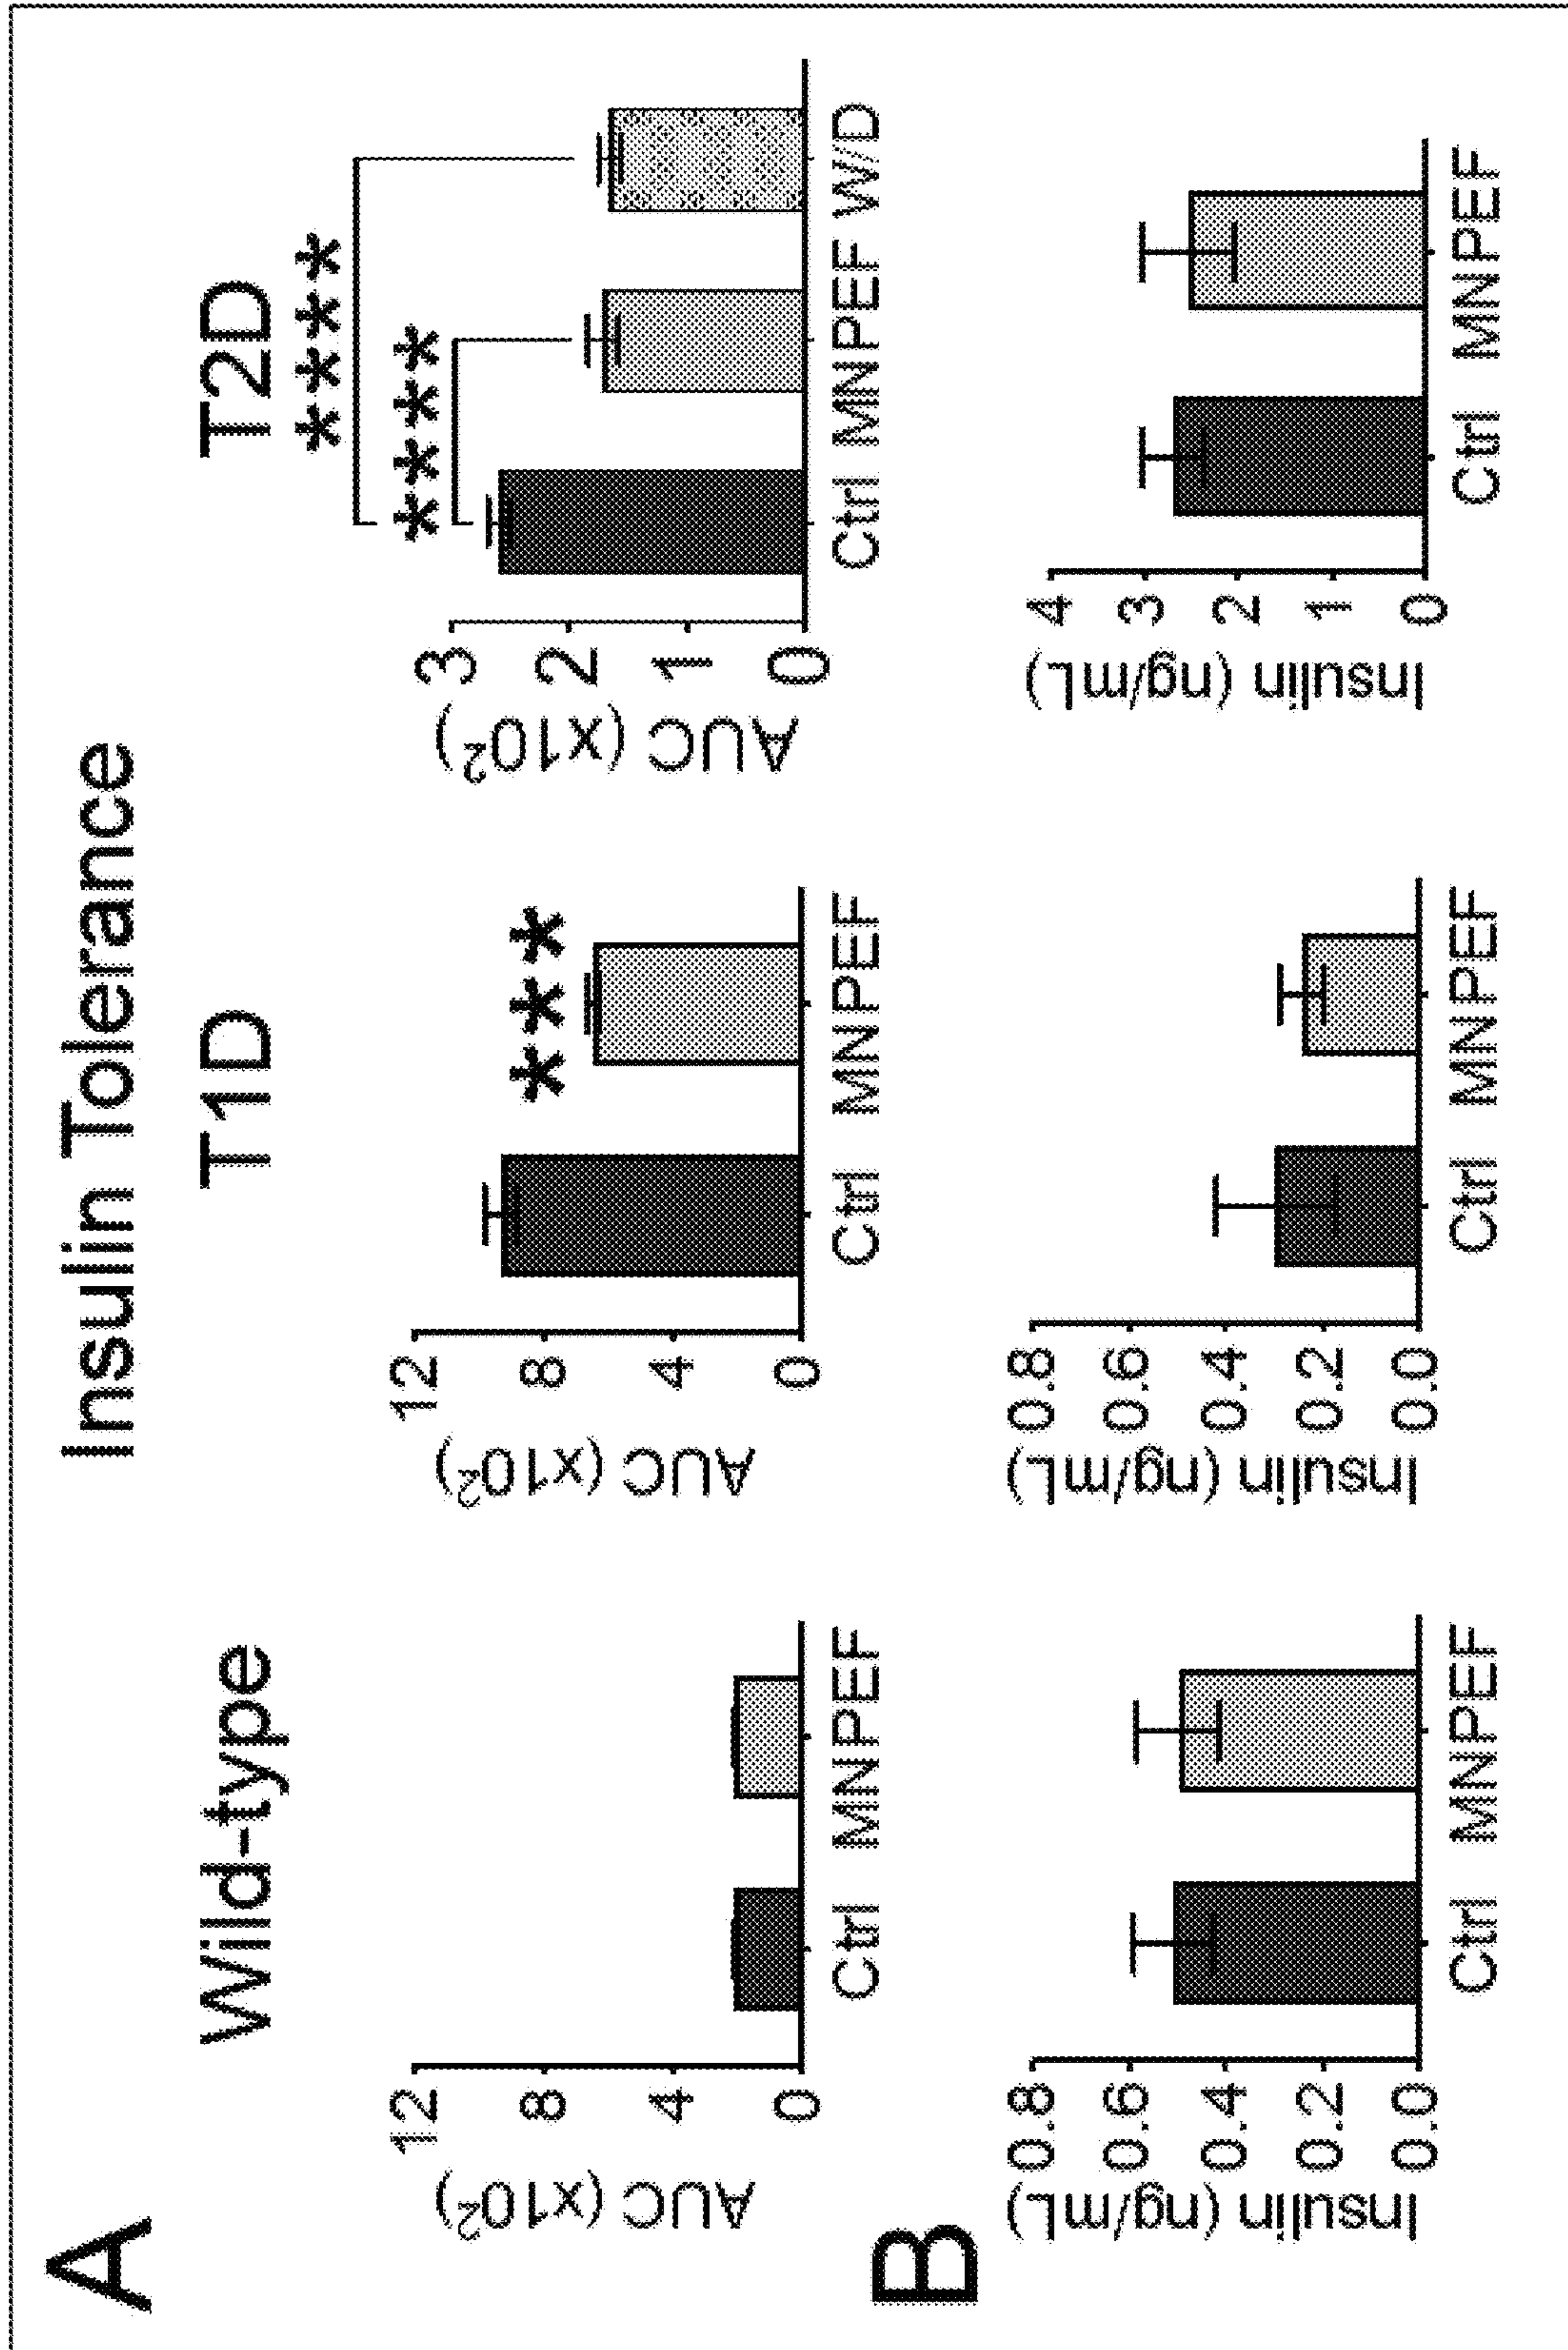 Insulin Tolerance
A
Wild-type
T1D
T2D
AUC (x10²)
12
8
4
0
Ctrl MNPEF
AUC (x10²)
12
8
4
0
***
Ctrl MNPEF
AUC (x10²)
3
2
1
0
****
****
Ctrl MNPEF W/D
B
Insulin (ng/mL)
0.8
0.6
0.4
0.2
0.0
Ctrl MNPEF
Insulin (ng/mL)
0.8
0.6
0.4
0.2
0.0
Ctrl MNPEF
Insulin (ng/mL)
4
3
2
1
0
Ctrl MNPEF